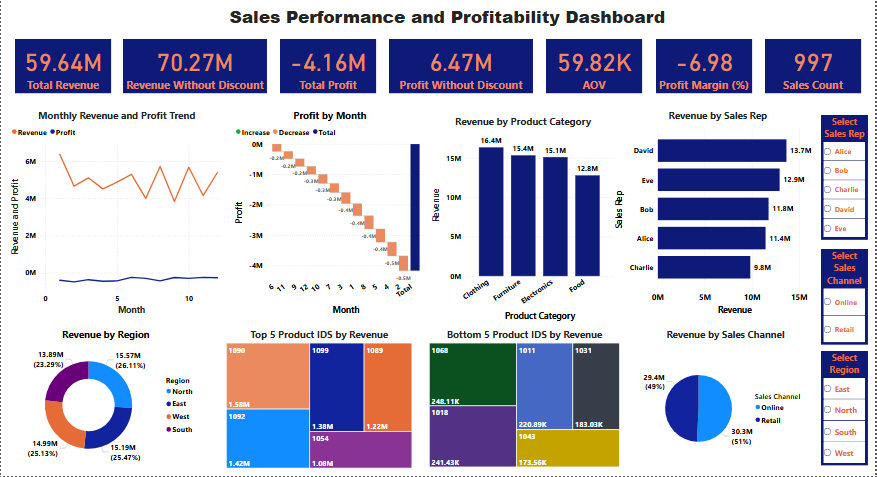 Sales Performance and Profitability Dashboard
59.64M
Total Revenue
70.27M
Revenue Without Discount
-4.16M
Total Profit
6.47M
Profit Without Discount
59.82K
AOV
-6.98
Profit Margin (%)
997
Sales Count
Monthly Revenue and Profit Trend
Revenue Profit
6M
4M
2M
0M
Revenue and Profit
0 5 10
Month
Profit by Month
Increase Decrease Total
0M
-1M
-2M
-3M
-4M
Profit
-0.2M
-0.2M
-0.2M
-0.3M
-0.3M
-0.3M
-0.4M
-0.4M
-0.4M
-0.5M
-0.5M
6 11 9 12 10 7 3 1 8 5 4 2 Total
Month
Revenue by Product Category
15M
10M
5M
0M
Revenue
16.4M
15.4M
15.1M
12.8M
Clothing
Furniture
Electronics
Food
Product Category
Revenue by Sales Rep
Sales Rep
David 13.7M
Eve 12.9M
Bob 11.8M
Alice 11.4M
Charlie 9.8M
0M 5M 10M 15M
Revenue
Select
Sales Rep
Alice
Bob
Charlie
David
Eve
Select
Sales
Channel
Online
Retail
Select
Region
East
North
South
West
Revenue by Region
13.89M
(23.29%)
15.57M
(26.11%)
14.99M
(25.13%)
15.19M
(25.47%)
Region
North
East
West
South
Top 5 Product IDS by Revenue
1090
1.58M
1092
1.42M
1099
1.38M
1089
1.22M
1054
1.08M
Bottom 5 Product IDS by Revenue
1068
248.11K
1018
241.43K
1011
220.89K
1031
183.03K
1043
173.56K
Revenue by Sales Channel
29.4M
(49%)
30.3M
(51%)
Sales Channel
Online
Retail